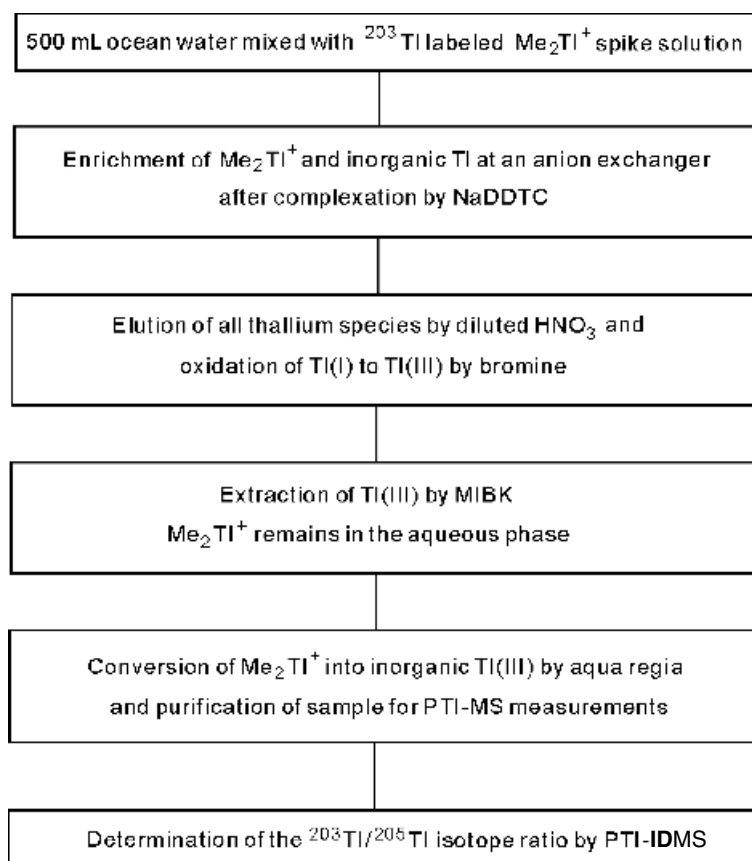 500 mL ocean water mixed with ²⁰³Tl labeled Me₂Tl⁺ spike solution
Enrichment of Me₂Tl⁺ and inorganic Tl at an anion exchanger
after complexation by NaDDTC
Elution of all thallium species by diluted HNO₃ and
oxidation of Tl(I) to Tl(III) by bromine
Extraction of Tl(III) by MIBK
Me₂Tl⁺ remains in the aqueous phase
Conversion of Me₂Tl⁺ into inorganic Tl(III) by aqua regia
and purification of sample for PTI-MS measurements
Determination of the ²⁰³Tl/²⁰⁵Tl isotope ratio by PTI-IDMS